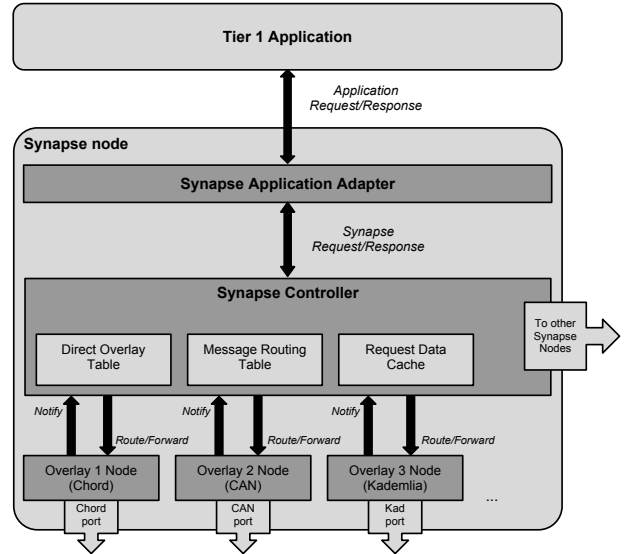 Tier 1 Application
Application
Request/Response
Synapse node
Synapse Application Adapter
Synapse
Request/Response
Synapse Controller
To other
Synapse
Nodes
Direct Overlay
Table
Message Routing
Table
Request Data
Cache
Notify
Route/Forward
Notify
Route/Forward
Notify
Route/Forward
Overlay 1 Node
(Chord)
Overlay 2 Node
(CAN)
Overlay 3 Node
(Kademlia)
...
Chord
port
CAN
port
Kad
port